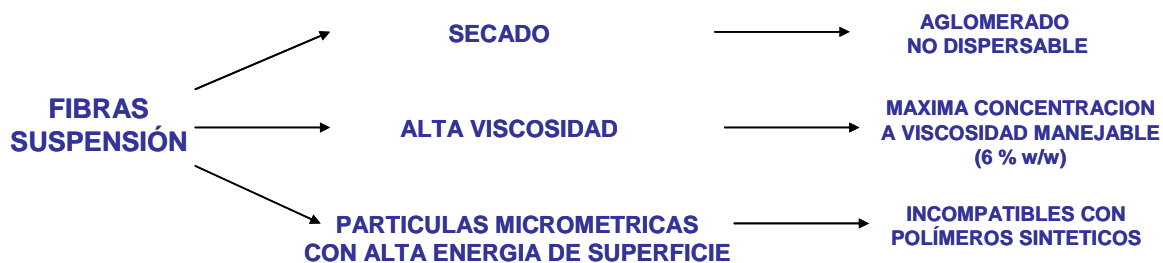 FIBRAS
SUSPENSIÓN
SECADO
AGLOMERADO
NO DISPERSABLE
ALTA VISCOSIDAD
MAXIMA CONCENTRACION
A VISCOSIDAD MANEJABLE
(6 % w/w)
PARTICULAS MICROMETRICAS
CON ALTA ENERGIA DE SUPERFICIE
INCOMPATIBLES CON
POLÍMEROS SINTETICOS